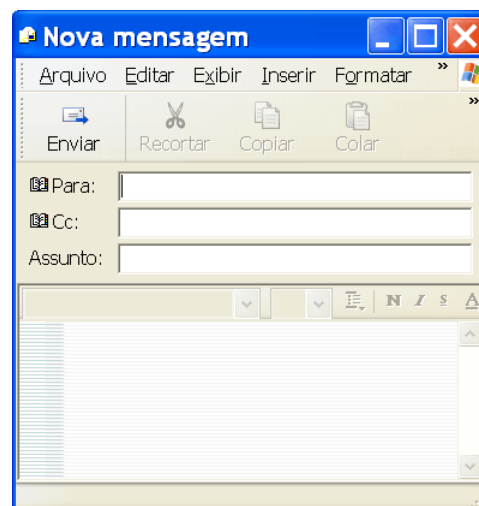 Nova mensagem
Arquivo Editar Exibir Inserir Formatar »
»
Enviar Recortar Copiar Colar
Para:
Cc:
Assunto:
N I S A